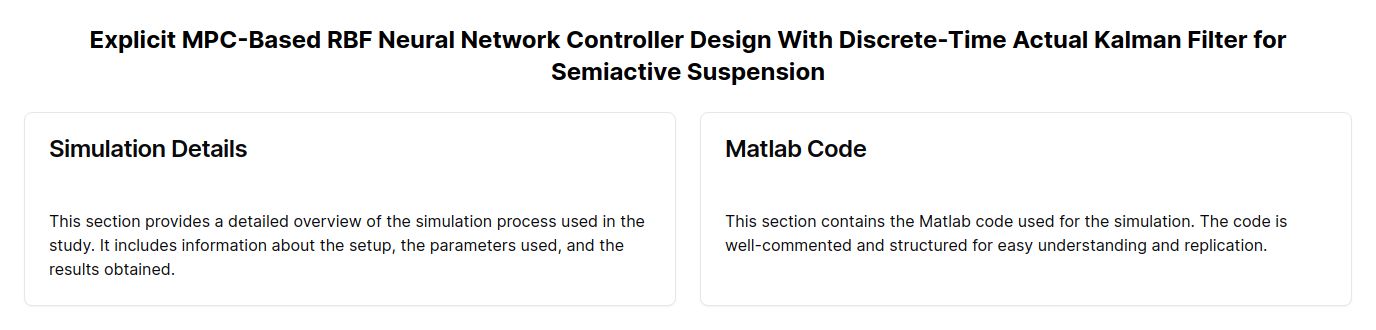 Explicit MPC-Based RBF Neural Network Controller Design With Discrete-Time Actual Kalman Filter for
Semiactive Suspension
Simulation Details
This section provides a detailed overview of the simulation process used in the
study. It includes information about the setup, the parameters used, and the
results obtained.
Matlab Code
This section contains the Matlab code used for the simulation. The code is
well-commented and structured for easy understanding and replication.